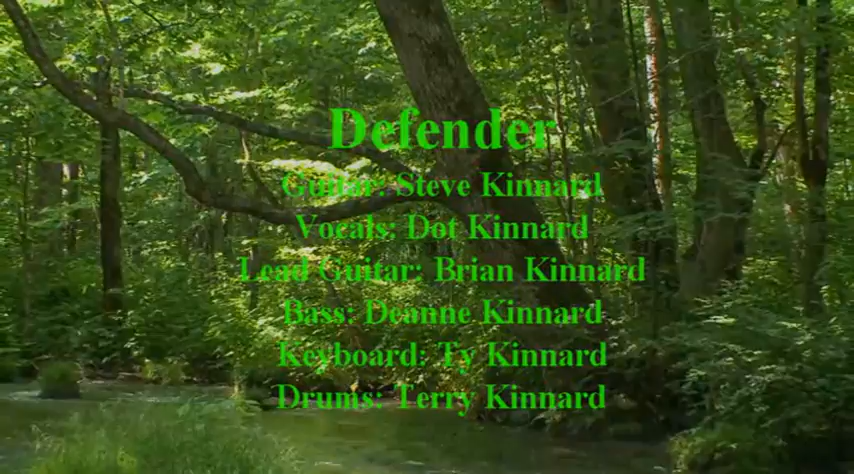 Defender
Guitar: Steve Kinnard
Vocals: Dot Kinnard
Lead Guitar: Brian Kinnard
Bass: Deanne Kinnard
Keyboard: Ty Kinnard
Drums: Terry Kinnard